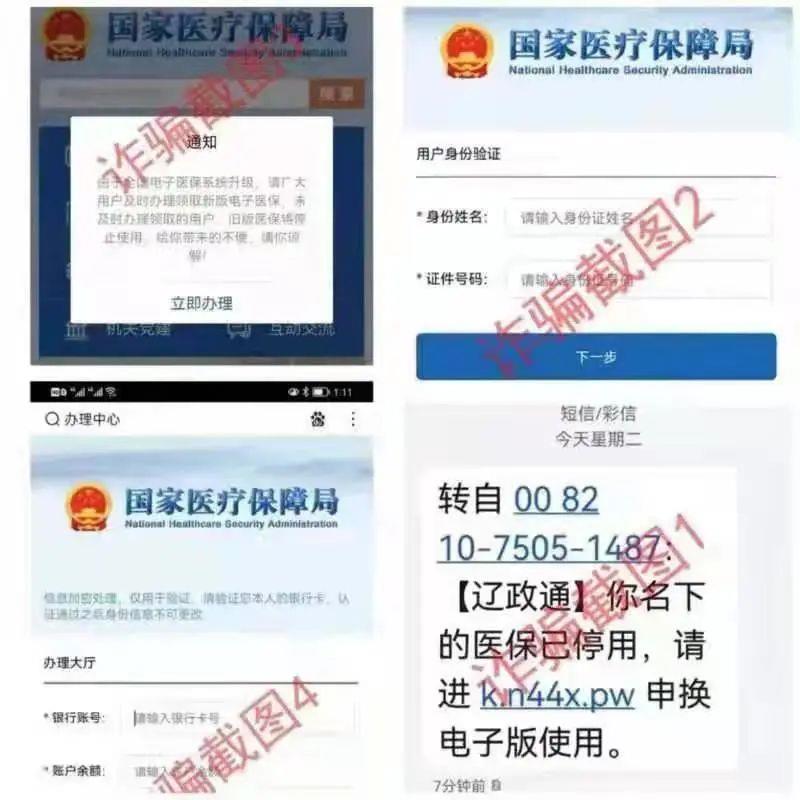 国家医疗保障局
National Healthcare Security Administration
搜索
通知
由于全国电子医保系统升级，请广大
用户及时办理领取新版电子医保，未
及时办理领取的用户，旧版医保将停
止使用，给你带来的不便，请你谅
解!
立即办理
机关党建
互动交流
诈骗截图
国家医疗保障局
National Healthcare Security Administration
用户身份验证
* 身份姓名：
请输入身份证姓名
* 证件号码：
请输入身份证号码
下一步
诈骗截图2
1:11
办理中心
国家医疗保障局
National Healthcare Security Administration
信息加密处理，仅用于验证，请验证您本人的银行卡，认
证通过之后身份信息不可更改
办理大厅
* 银行账号：
请输入银行卡号
* 账户余额：
请输入账户余额
诈骗截图4
短信/彩信
今天星期二
转自 00 82
10-7505-1487：
【辽政通】你名下
的医保已停用，请
进 k.n44x.pw 申换
电子版使用。
7分钟前
诈骗截图1